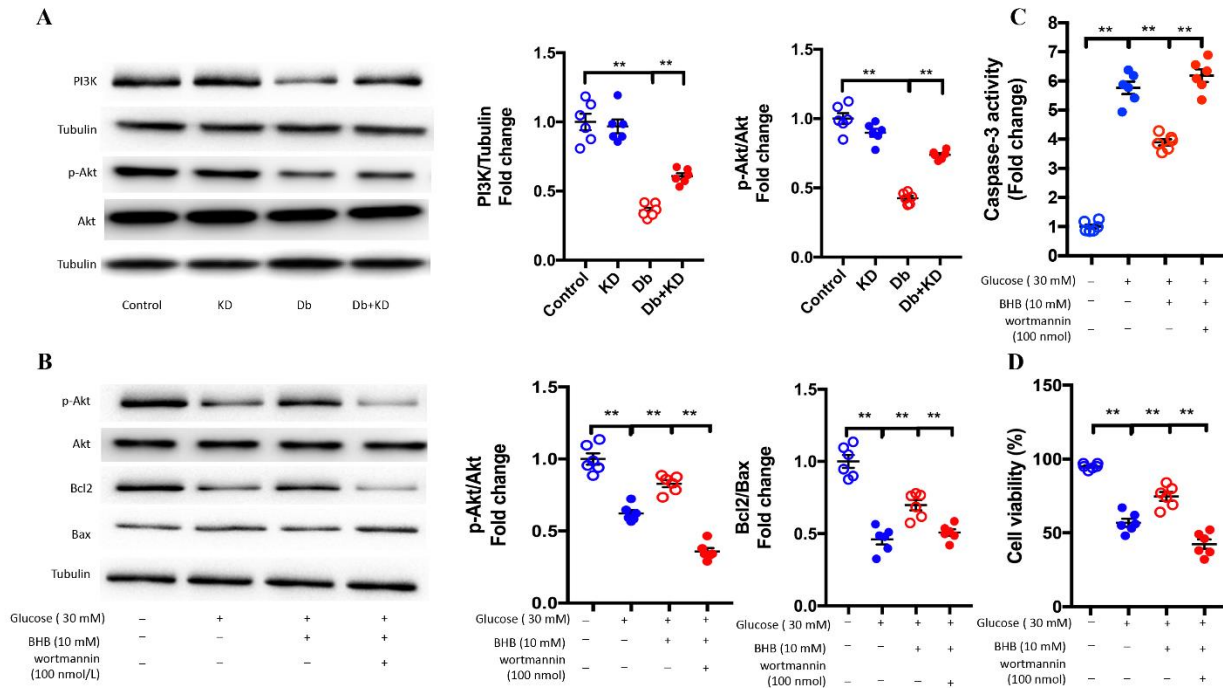 A
PI3K
Tubulin
p-Akt
Akt
Tubulin
Control KD Db Db+KD
PI3K/Tubulin
Fold change
1.5
1.0
0.5
0.0
** **
Control
KD
Db
Db+KD
p-Akt/Akt
Fold change
1.5
1.0
0.5
0.0
** **
Control
KD
Db
Db+KD
C
Caspase-3 activity
(Fold change)
8
7
6
5
4
3
2
1
0
** ** **
Glucose (30 mM) – + + +
BHB (10 mM) – – + +
wortmannin
(100 nmol) – – – +
B
p-Akt
Akt
Bcl2
Bax
Tubulin
Glucose ( 30 mM) – + + +
BHB (10 mM) – – + +
wortmannin
(100 nmol/L) – – – +
p-Akt/Akt
Fold change
1.5
1.0
0.5
0.0
** ** **
Glucose ( 30 mM) – + + +
BHB (10 mM) – – + +
wortmannin
(100 nmol) – – – +
Bcl2/Bax
Fold change
1.5
1.0
0.5
0.0
** ** **
Glucose ( 30 mM) – + + +
BHB (10 mM) – – + +
wortmannin
(100 nmol) – – – +
D
Cell viability (%)
150
100
50
0
** ** **
Glucose ( 30 mM) – + + +
BHB (10 mM) – – + +
wortmannin
(100 nmol) – – – +